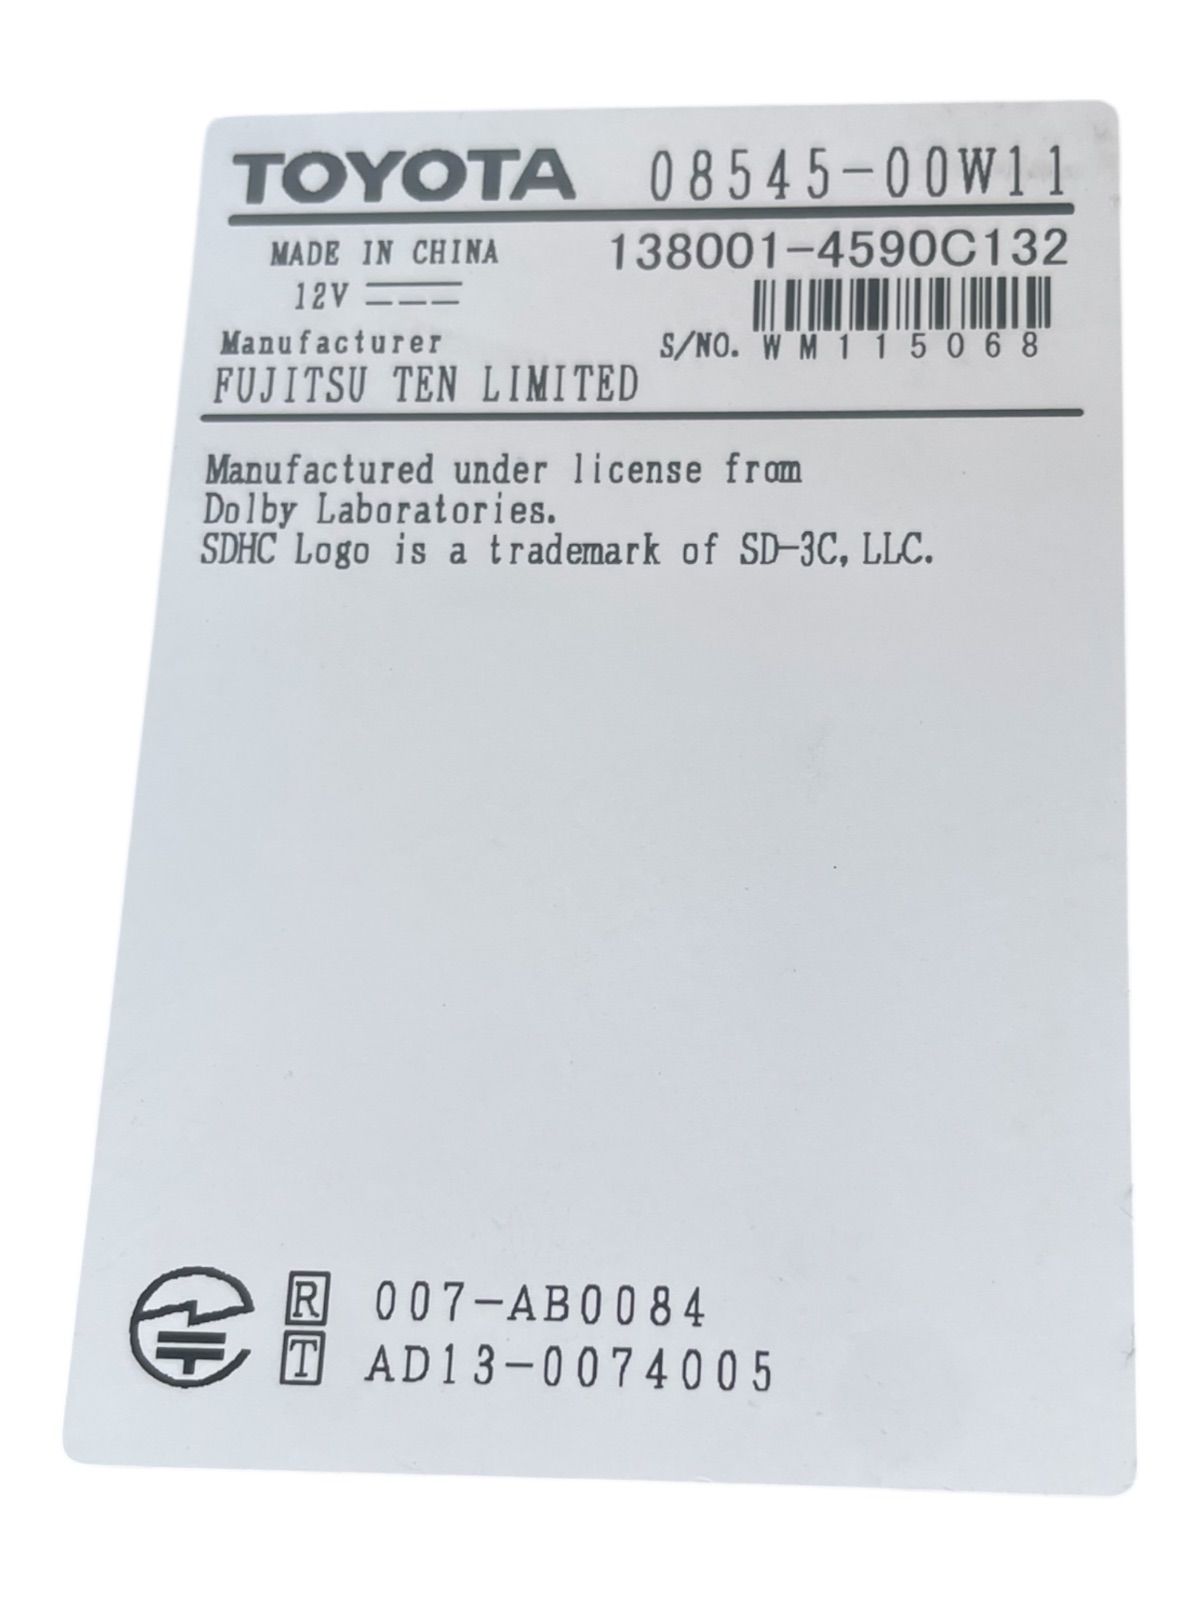 TOYOTA 08545-00W11
MADE IN CHINA 138001-4590C132
12V
Manufacturer S/NO. WM115068
FUJITSU TEN LIMITED
Manufactured under license from
Dolby Laboratories.
SDHC Logo is a trademark of SD-3C, LLC.
R 007-AB0084
T AD13-0074005